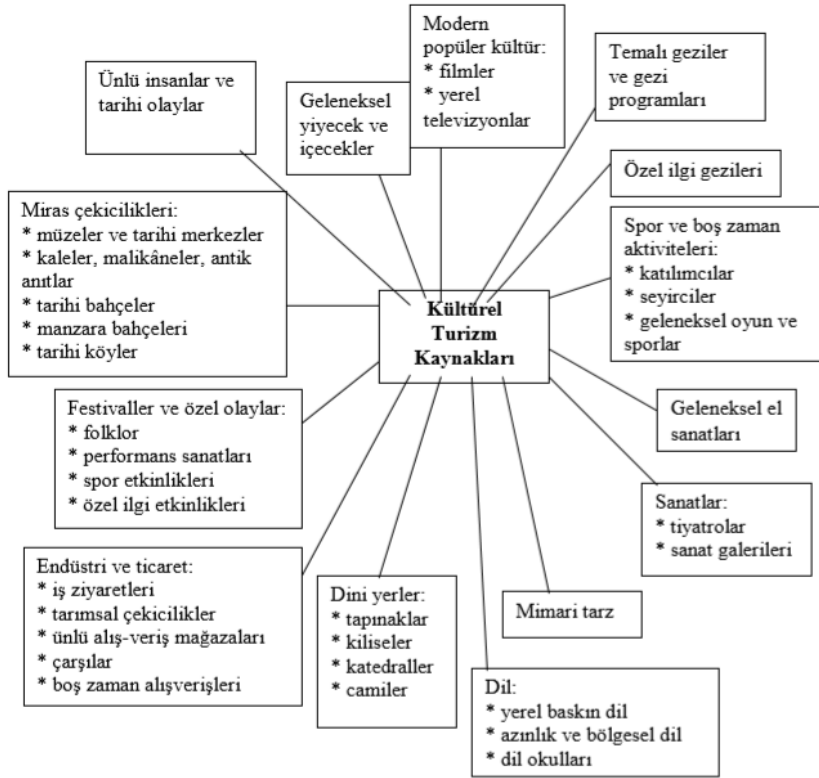 Modern
popüler kültür:
* filmler
* yerel
televizyonlar
Temalı geziler
ve gezi
programları
Ünlü insanlar ve
tarihi olaylar
Geleneksel
yiyecek ve
içecekler
Özel ilgi gezileri
Miras çekicilikleri:
* müzeler ve tarihi merkezler
* kaleler, malikâneler, antik
anıtlar
* tarihi bahçeler
* manzara bahçeleri
* tarihi köyler
Spor ve boş zaman
aktiviteleri:
* katılımcılar
* seyirciler
* geleneksel oyun ve
sporlar
Kültürel
Turizm
Kaynakları
Festivaller ve özel olaylar:
* folklor
* performans sanatları
* spor etkinlikleri
* özel ilgi etkinlikleri
Geleneksel el
sanatları
Sanatlar:
* tiyatrolar
* sanat galerileri
Endüstri ve ticaret:
* iş ziyaretleri
* tarımsal çekicilikler
* ünlü alış-veriş mağazaları
* çarşılar
* boş zaman alışverişleri
Dini yerler:
* tapınaklar
* kiliseler
* katedraller
* camiler
Mimari tarz
Dil:
* yerel baskın dil
* azınlık ve bölgesel dil
* dil okulları